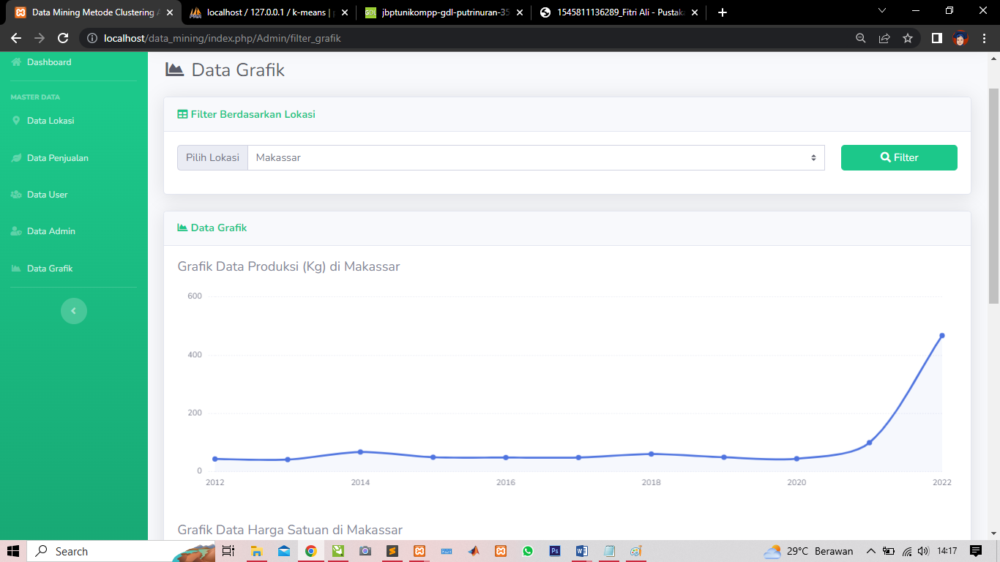 Data Mining Metode Clustering A
localhost / 127.0.0.1 / k-means | p
GDL
jbptunikompp-gdl-putrinuran-35
1545811136289_Fitri Ali - Pustaka
localhost/data_mining/index.php/Admin/filter_grafik
Dashboard
MASTER DATA
Data Lokasi
Data Penjualan
Data User
Data Admin
Data Grafik
Data Grafik
Filter Berdasarkan Lokasi
Pilih Lokasi
Makassar
Filter
Data Grafik
Grafik Data Produksi (Kg) di Makassar
600
400
200
0
2012
2014
2016
2018
2020
2022
Grafik Data Harga Satuan di Makassar
Search
Ps
29°C Berawan
14:17